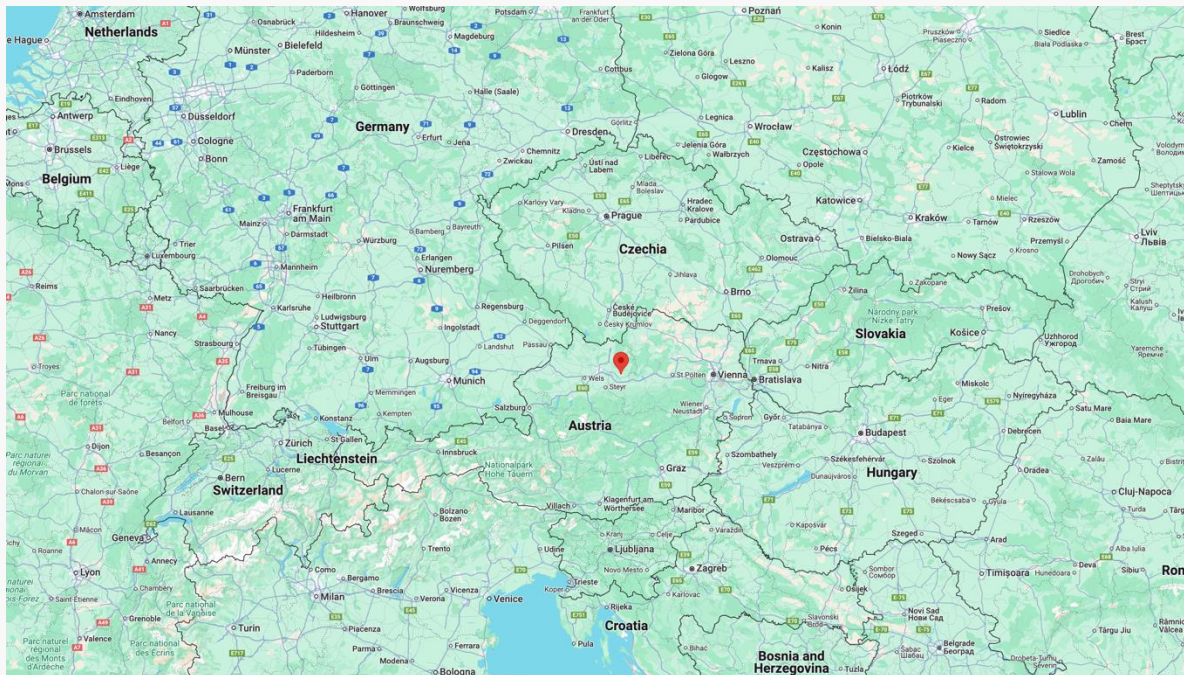 Amsterdam
Netherlands
Hague
Osnabrück
Hanover
Wolfsburg
Potsdam
Frankfurt
an der Oder
Poznań
Konin
Warsaw
Pruszków
Piaseczno
Siedlce
Biała Podlaska
Brest
Брэст
Münster
Bielefeld
Hildesheim
Magdeburg
Paderborn
Göttingen
Halle (Saale)
Cottbus
Zielona Góra
Leszno
Głogow
Kalisz
Łódź
Piotrków
Trybunalski
Radom
Lublin
Chełm
Eindhoven
Antwerp
Brussels
Belgium
Liège
Mons
Düsseldorf
Cologne
Bonn
Germany
Erfurt
Jena
Chemnitz
Zwickau
Dresden
Görlitz
Legnica
Wrocław
Jelenia Góra
Wałbrzych
Opole
Częstochowa
Kielce
Ostrowiec
Świętokrzyski
Stalowa Wola
Zamość
Frankfurt
am Main
Mainz
Darmstadt
Würzburg
Bamberg
Bayreuth
Erlangen
Nuremberg
Ústí nad
Labem
Liberec
Mlada
Boleslav
Karlovy Vary
Kladno
Prague
Hradec
Kralove
Pardubice
Pilsen
Czechia
Ostrava
Olomouc
Jihlava
Brno
Katowice
Bielsko-Biala
Kraków
Tarnów
Mielec
Rzeszów
Przemyśl
Krosno
Nowy Sącz
Lviv
Львів
Trier
Luxembourg
Saarbrücken
Mannheim
Heilbronn
Karlsruhe
Ludwigsburg
Stuttgart
Tübingen
Reims
Metz
Nancy
Strasbourg
Troyes
Regensburg
Ingolstadt
Deggendorf
Landshut
Passau
České
Budějovice
Český Krumlov
Ulm
Augsburg
Munich
Memmingen
Kempten
Freiburg im
Breisgau
Mulhouse
Belfort
Basel
Konstanz
St Gallen
Zürich
Lucerne
Bern
Switzerland
Liechtenstein
Salzburg
Innsbruck
Wels
Steyr
St. Pölten
Vienna
Wiener
Neustadt
Austria
Nationalpark
Hohe Tauern
Graz
Klagenfurt am
Wörthersee
Villach
Bratislava
Trnava
Nitra
Žilina
Zakopane
Národny park
Nízke Tatry
Slovakia
Prešov
Košice
Uzhhorod
Ужгород
Drohobych
Дрогобич
Stryi
Стрий
Kalush
Калуш
Yaremche
Яремче
Sopron
Győr
Tatabánya
Budapest
Szombathely
Székesfehérvár
Veszprém
Dunaújváros
Hungary
Szolnok
Eger
Miskolc
Nyíregyháza
Debrecen
Békéscsaba
Gyula
Szeged
Kaposvár
Pécs
Satu Mare
Baia Mare
Oradea
Zalău
Cluj-Napoca
Turda
Arad
Alba Iulia
Timișoara
Hunedoara
Deva
Sibiu
Parc national
de forêts
Dijon
Besançon
Parc naturel
régional
du Morvan
Chalon-sur-Saône
Mâcon
Roanne
Lausanne
Geneva
Annecy
Lyon
Chambéry
Saint-Étienne
Grenoble
Valence
Parc national
de la Vanoise
Parc national
des Écrins
Parc naturel
régional
des Monts
d'Ardèche
Como
Bergamo
Milan
Brescia
Verona
Vicenza
Venice
Trento
Bolzano
Bozen
Udine
Turin
Piacenza
Parma
Modena
Ferrara
Bologna
Maribor
Varaždin
Kranj
Celje
Ljubljana
Novo Mesto
Trieste
Koper
Rijeka
Pula
Croatia
Zagreb
Karlovac
Bihać
Bosnia and
Herzegovina
Tuzla
Slavonski
Brod
Osijek
Sombor
Сомбор
Novi Sad
Нови Сад
Sabac
Шабац
Belgrade
Београд
Drobeta-Turnu
Severin
Târgu Jiu